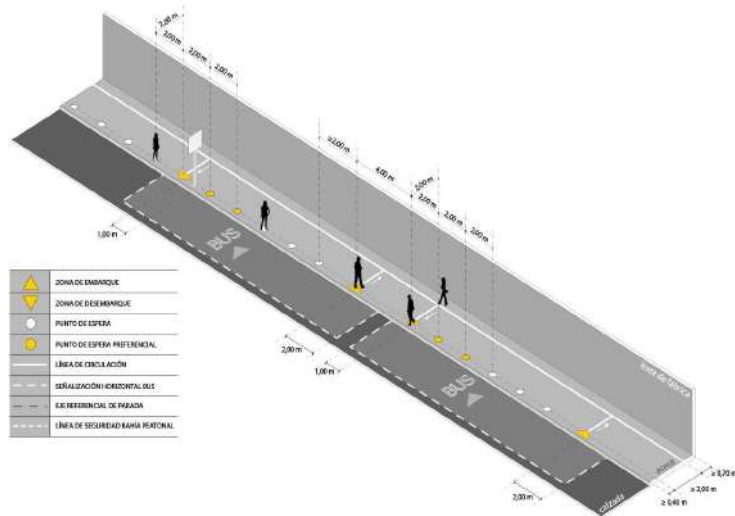 2,00 m
2,00 m
2,00 m
2,00 m
≥2,00 m
4,00 m
2,00 m
2,00 m
2,00 m
2,00 m
1,00 m
BUS
2,00 m
1,00 m
BUS
2,00 m
línea de fábrica
acera
calzada
≥ 0,40 m
≥ 2,00 m
≥ 0,70 m
ZONA DE EMBARQUE
ZONA DE DESEMBARQUE
PUNTO DE ESPERA
PUNTO DE ESPERA PREFERENCIAL
LÍNEA DE CIRCULACIÓN
SEÑALIZACIÓN HORIZONTAL BUS
EJE REFERENCIAL DE PARADA
LÍNEA DE SEGURIDAD BAHÍA PEATONAL